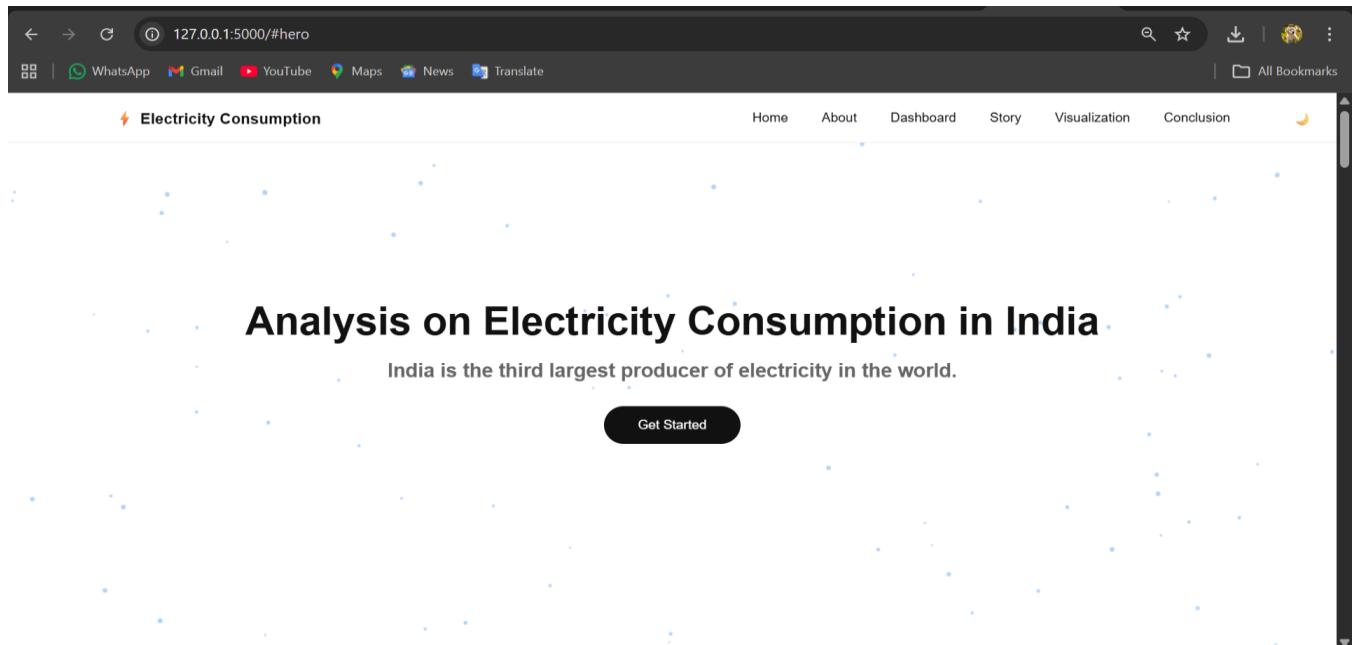 127.0.0.1:5000/#hero
WhatsApp Gmail YouTube Maps News Translate All Bookmarks
Electricity Consumption Home About Dashboard Story Visualization Conclusion
Analysis on Electricity Consumption in India
India is the third largest producer of electricity in the world.
Get Started